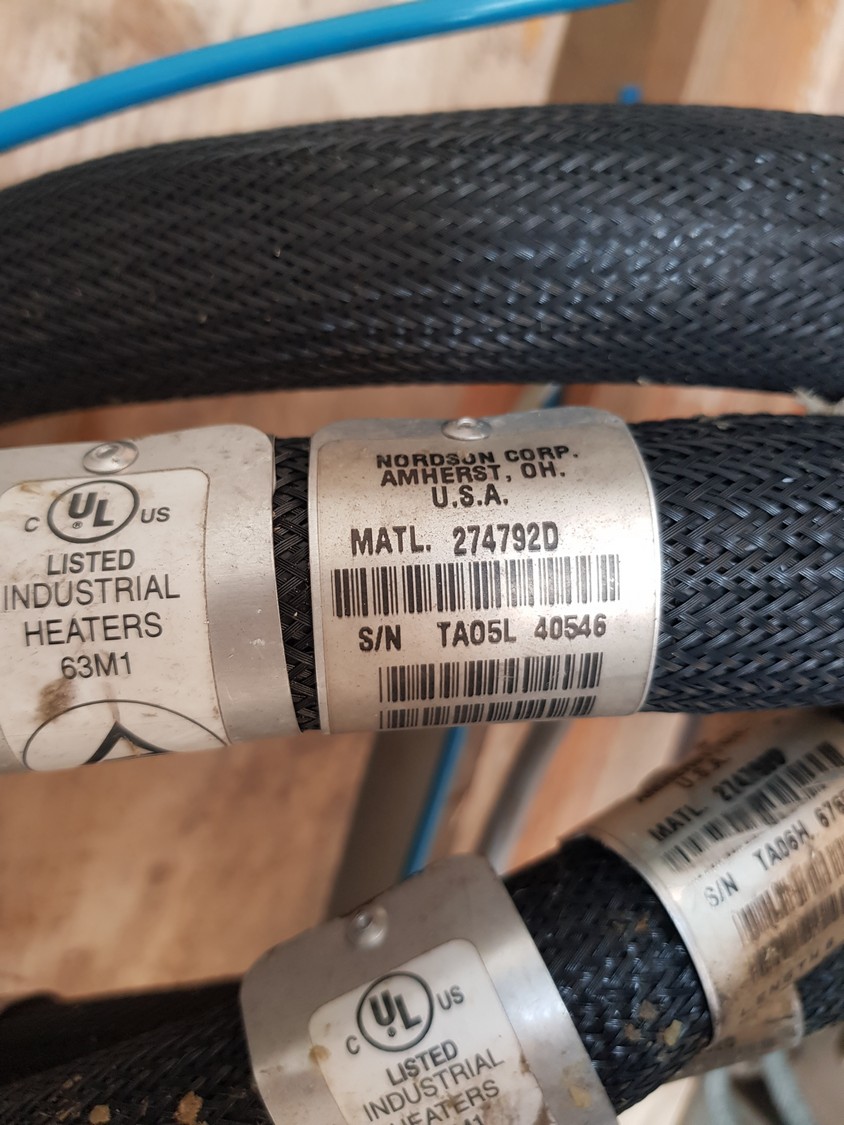 C UL ® US
LISTED
INDUSTRIAL
HEATERS
63M1
NORDSON CORP.
AMHERST, OH.
U.S.A.
MATL. 274792D
S/N TA05L 40546
U.S.A.
MATL
S/N TA06H
C UL US
LISTED
INDUSTRIAL
HEATERS